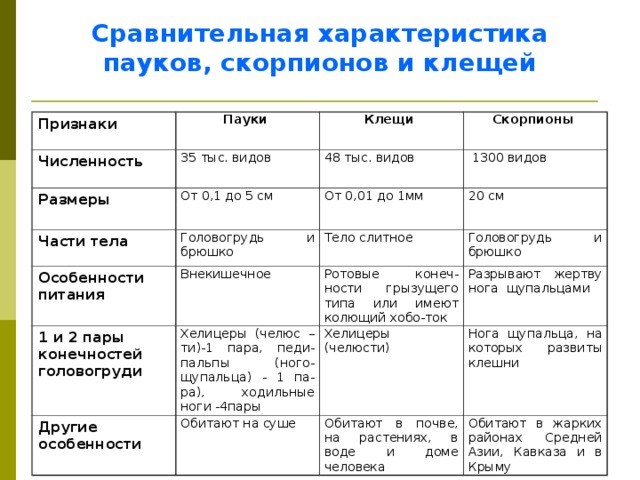 Сравнительная характеристика
пауков, скорпионов и клещей
Признаки
Пауки
Клещи
Скорпионы
Численность
35 тыс. видов
48 тыс. видов
1300 видов
Размеры
От 0,1 до 5 см
От 0,01 до 1мм
20 см
Части тела
Головогрудь и
брюшко
Тело слитное
Головогрудь и
брюшко
Особенности
питания
Внекишечное
Ротовые конеч-
ности грызущего
типа или имеют
колющий хобо-ток
Разрывают жертву
нога щупальцами
1 и 2 пары
конечностей
головогруди
Хелицеры (челюс –
ти)-1 пара, педи-
пальпы (ного-
щупальца) - 1 па-
ра), ходильные
ноги -4пары
Хелицеры
(челюсти)
Нога щупальца, на
которых развиты
клешни
Другие
особенности
Обитают на суше
Обитают в почве,
на растениях, в
воде и доме
человека
Обитают в жарких
районах Средней
Азии, Кавказа и в
Крыму